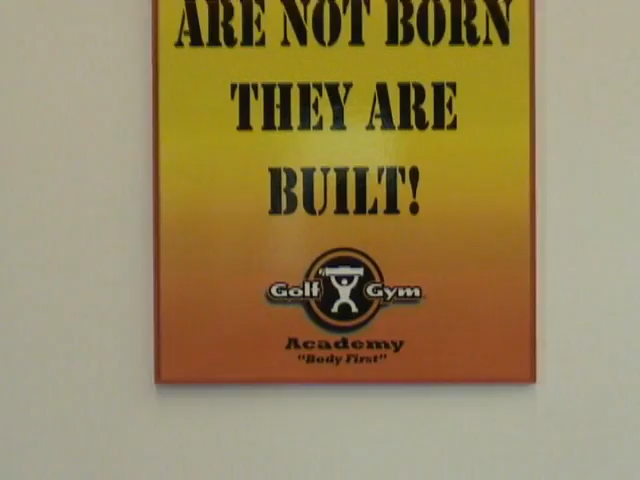 ARE NOT BORN
THEY ARE
BUILT!
Golf Gym
Academy
"Body First"